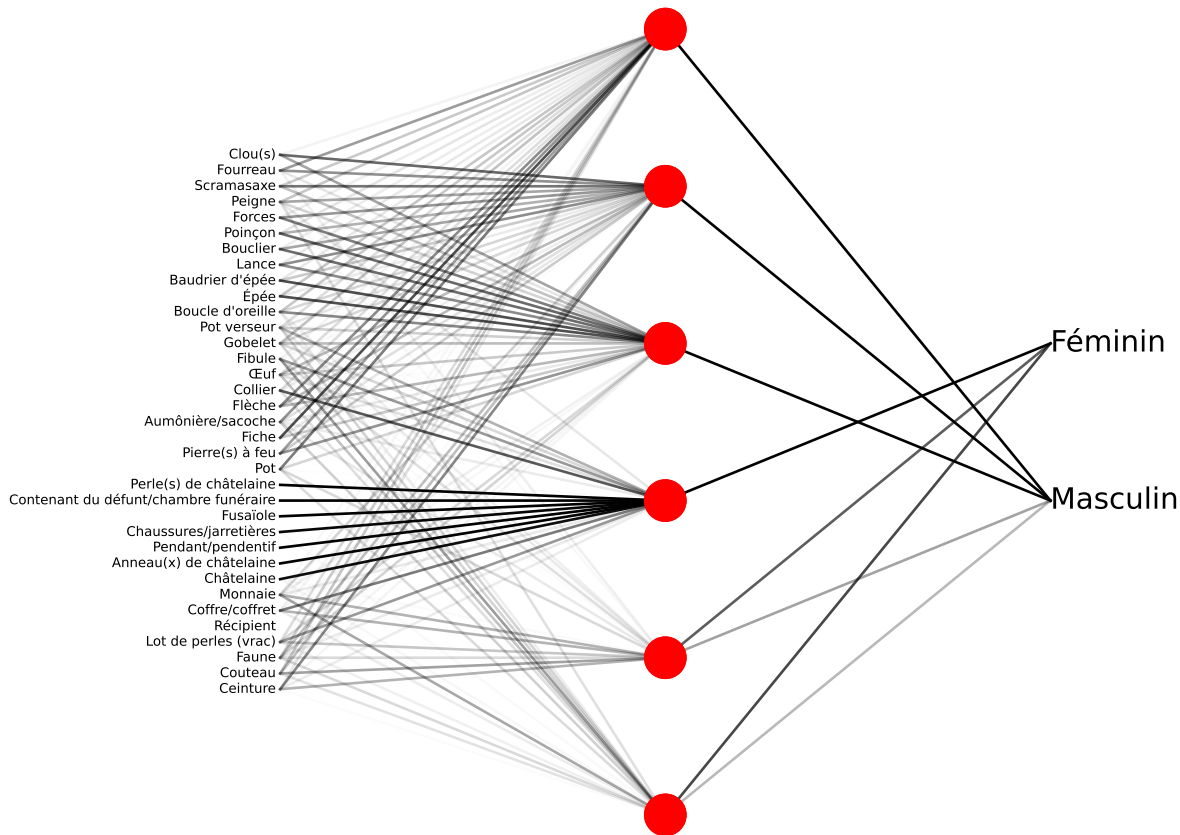 Clou(s)
Fourreau
Scramasaxe
Peigne
Forces
Poinçon
Bouclier
Lance
Baudrier d'épée
Épée
Boucle d'oreille
Pot verseur
Gobelet
Fibule
Œuf
Collier
Flèche
Aumônière/sacoche
Fiche
Pierre(s) à feu
Pot
Perle(s) de châtelaine
Contenant du défunt/chambre funéraire
Fusaïole
Chaussures/jarretières
Pendant/pendentif
Anneau(x) de châtelaine
Châtelaine
Monnaie
Coffre/coffret
Récipient
Lot de perles (vrac)
Faune
Couteau
Ceinture
Féminin
Masculin